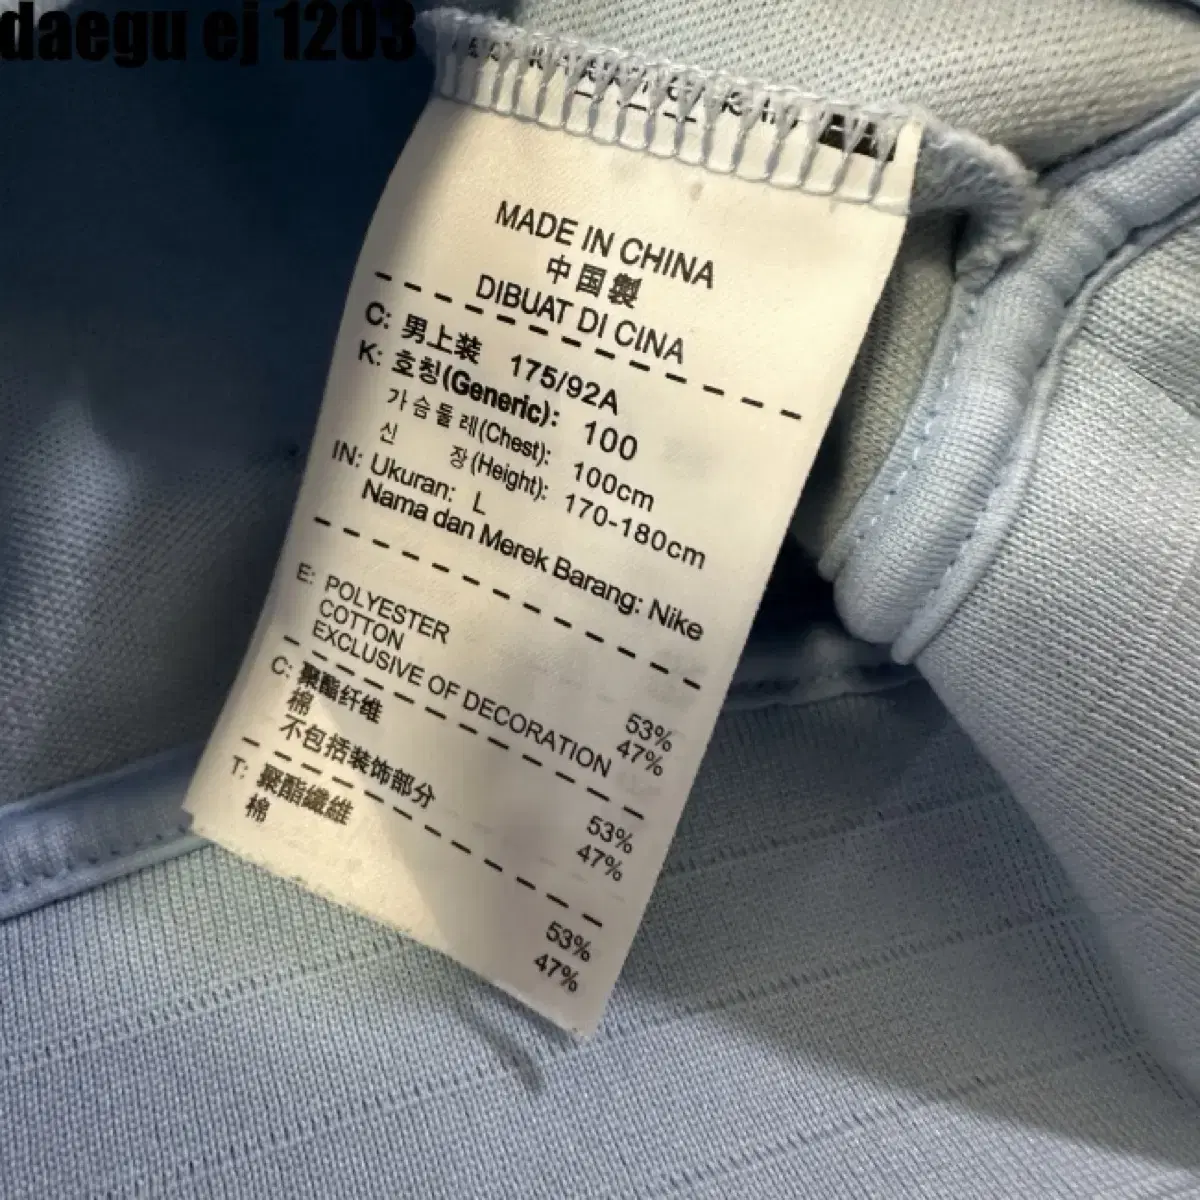 daegu ej 1203
MADE IN CHINA
中国製
DIBUAT DI CINA
C: 男上装 175/92A
K: 호칭(Generic): 100
가슴둘레(Chest): 100cm
신 장(Height): 170-180cm
IN: Ukuran: L
Nama dan Merek Barang: Nike
E: POLYESTER 53%
COTTON 47%
EXCLUSIVE OF DECORATION
C: 聚酯纤维 53%
棉 47%
不包括装饰部分
T: 聚酯纖維 53%
棉 47%